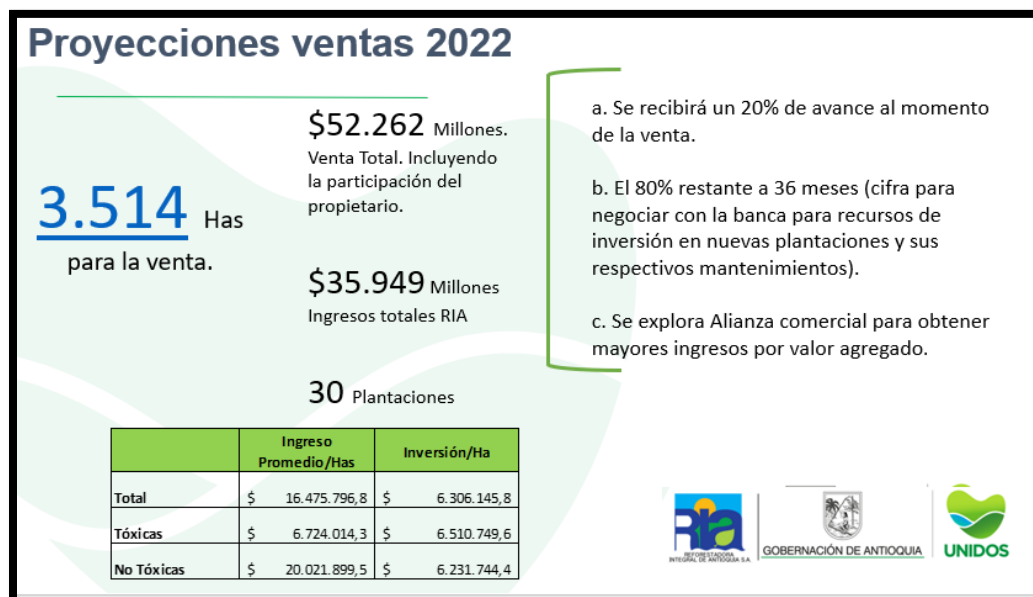 Proyecciones ventas 2022
3.514 Has
para la venta.
$52.262 Millones.
Venta Total. Incluyendo
la participación del
propietario.
$35.949 Millones
Ingresos totales RIA
30 Plantaciones
a. Se recibirá un 20% de avance al momento
de la venta.
b. El 80% restante a 36 meses (cifra para
negociar con la banca para recursos de
inversión en nuevas plantaciones y sus
respectivos mantenimientos).
c. Se explora Alianza comercial para obtener
mayores ingresos por valor agregado.
Ingreso
Promedio/Has Inversión/Ha
Total $ 16.475.796,8 $ 6.306.145,8
Tóxicas $ 6.724.014,3 $ 6.510.749,6
No Tóxicas $ 20.021.899,5 $ 6.231.744,4
RIA
REFORESTADORA
INTEGRAL DE ANTIOQUIA S.A.
GOBERNACIÓN DE ANTIOQUIA
UNIDOS